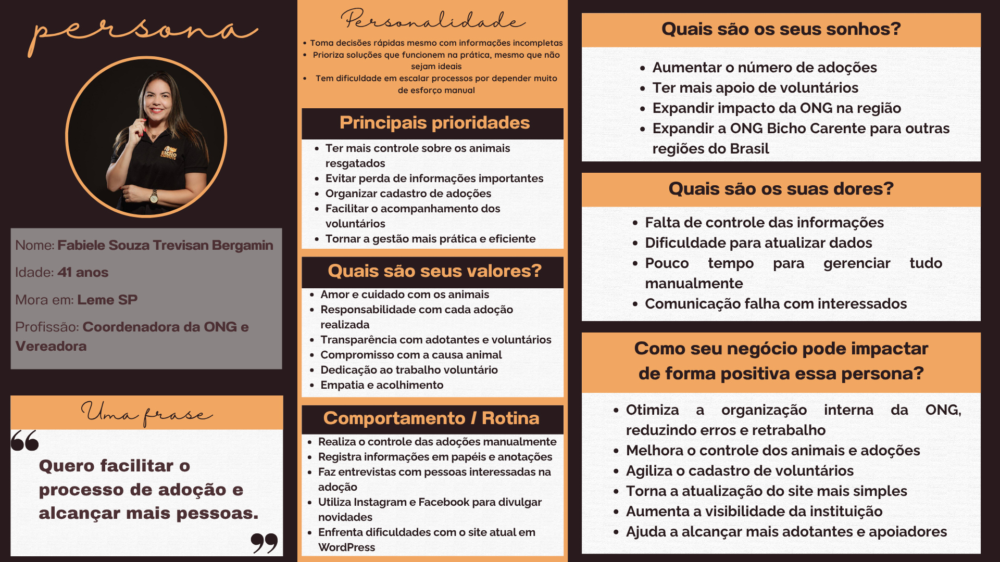 persona
BICHO
CARENTE
Nome: Fabiele Souza Trevisan Bergamin
Idade: 41 anos
Mora em: Leme SP
Profissão: Coordenadora da ONG e
Vereadora
Uma frase
“
Quero facilitar o
processo de adoção e
alcançar mais pessoas.
”
Personalidade
• Toma decisões rápidas mesmo com informações incompletas
• Prioriza soluções que funcionem na prática, mesmo que não
sejam ideais
• Tem dificuldade em escalar processos por depender muito
de esforço manual
Principais prioridades
• Ter mais controle sobre os animais
resgatados
• Evitar perda de informações importantes
• Organizar cadastro de adoções
• Facilitar o acompanhamento dos
voluntários
• Tornar a gestão mais prática e eficiente
Quais são seus valores?
• Amor e cuidado com os animais
• Responsabilidade com cada adoção
realizada
• Transparência com adotantes e voluntários
• Compromisso com a causa animal
• Dedicação ao trabalho voluntário
• Empatia e acolhimento
Comportamento / Rotina
• Realiza o controle das adoções manualmente
• Registra informações em papéis e anotações
• Faz entrevistas com pessoas interessadas na
adoção
• Utiliza Instagram e Facebook para divulgar
novidades
• Enfrenta dificuldades com o site atual em
WordPress
Quais são os seus sonhos?
• Aumentar o número de adoções
• Ter mais apoio de voluntários
• Expandir impacto da ONG na região
• Expandir a ONG Bicho Carente para outras
regiões do Brasil
Quais são os suas dores?
• Falta de controle das informações
• Dificuldade para atualizar dados
• Pouco tempo para gerenciar tudo
manualmente
• Comunicação falha com interessados
Como seu negócio pode impactar
de forma positiva essa persona?
• Otimiza a organização interna da ONG,
reduzindo erros e retrabalho
• Melhora o controle dos animais e adoções
• Agiliza o cadastro de voluntários
• Torna a atualização do site mais simples
• Aumenta a visibilidade da instituição
• Ajuda a alcançar mais adotantes e apoiadores